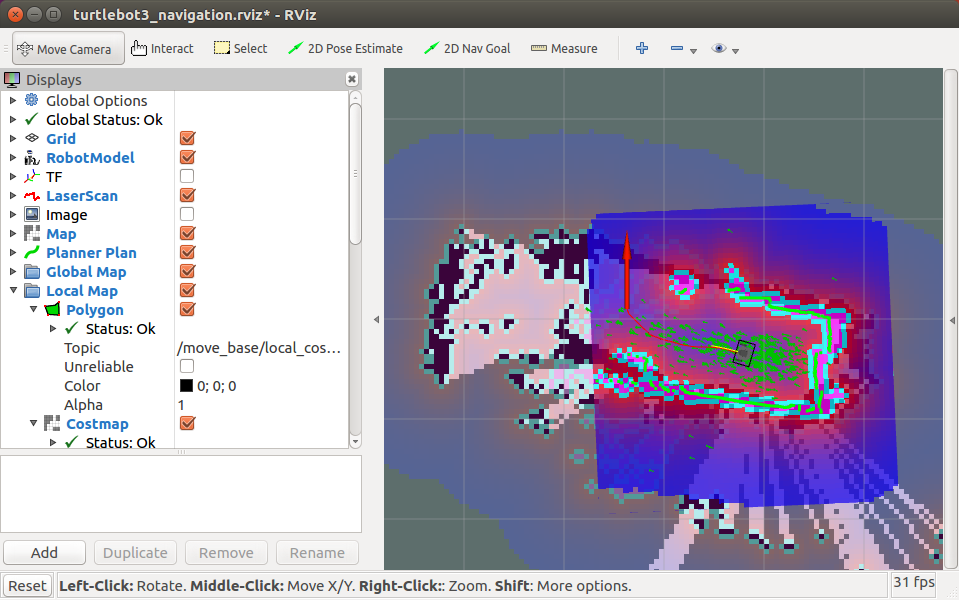 turtlebot3_navigation.rviz* - RViz
Move Camera Interact Select 2D Pose Estimate 2D Nav Goal Measure
Displays
Global Options
Global Status: Ok
Grid
RobotModel
TF
LaserScan
Image
Map
Planner Plan
Global Map
Local Map
Polygon
Status: Ok
Topic /move_base/local_cos...
Unreliable
Color 0; 0; 0
Alpha 1
Costmap
Status: Ok
Add Duplicate Remove Rename
Reset Left-Click: Rotate. Middle-Click: Move X/Y. Right-Click:: Zoom. Shift: More options. 31 fps